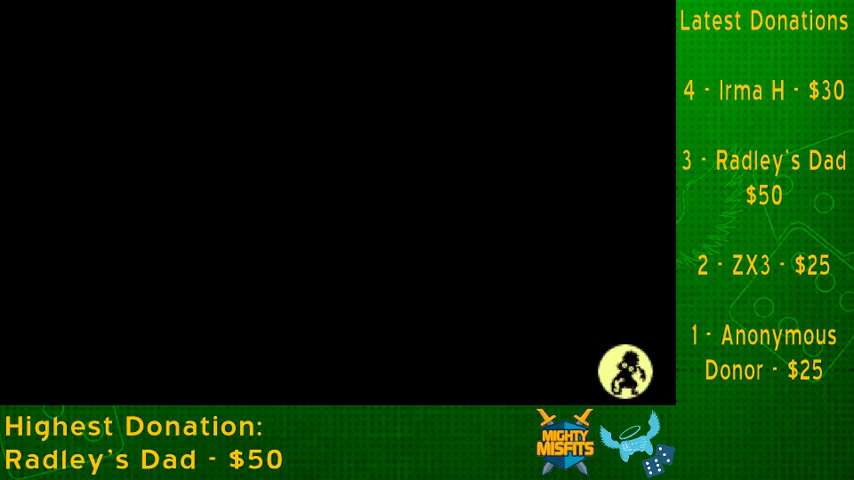 Latest Donations
4 - Irma H - $30
3 - Radley's Dad
$50
2 - ZX3 - $25
1 - Anonymous
Donor - $25
Highest Donation:
Radley's Dad - $50
MIGHTY
MISFITS